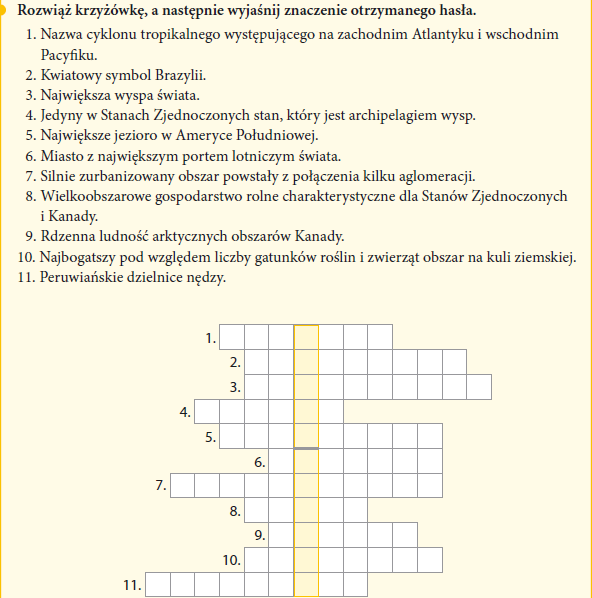 Rozwiąż krzyżówkę, a następnie wyjaśnij znaczenie otrzymanego hasła.
1. Nazwa cyklonu tropikalnego występującego na zachodnim Atlantyku i wschodnim
Pacyfiku.
2. Kwiatowy symbol Brazylii.
3. Największa wyspa świata.
4. Jedyny w Stanach Zjednoczonych stan, który jest archipelagiem wysp.
5. Największe jezioro w Ameryce Południowej.
6. Miasto z największym portem lotniczym świata.
7. Silnie zurbanizowany obszar powstały z połączenia kilku aglomeracji.
8. Wielkoobszarowe gospodarstwo rolne charakterystyczne dla Stanów Zjednoczonych
i Kanady.
9. Rdzenna ludność arktycznych obszarów Kanady.
10. Najbogatszy pod względem liczby gatunków roślin i zwierząt obszar na kuli ziemskiej.
11. Peruwiańskie dzielnice nędzy.
1.
2.
3.
4.
5.
6.
7.
8.
9.
10.
11.